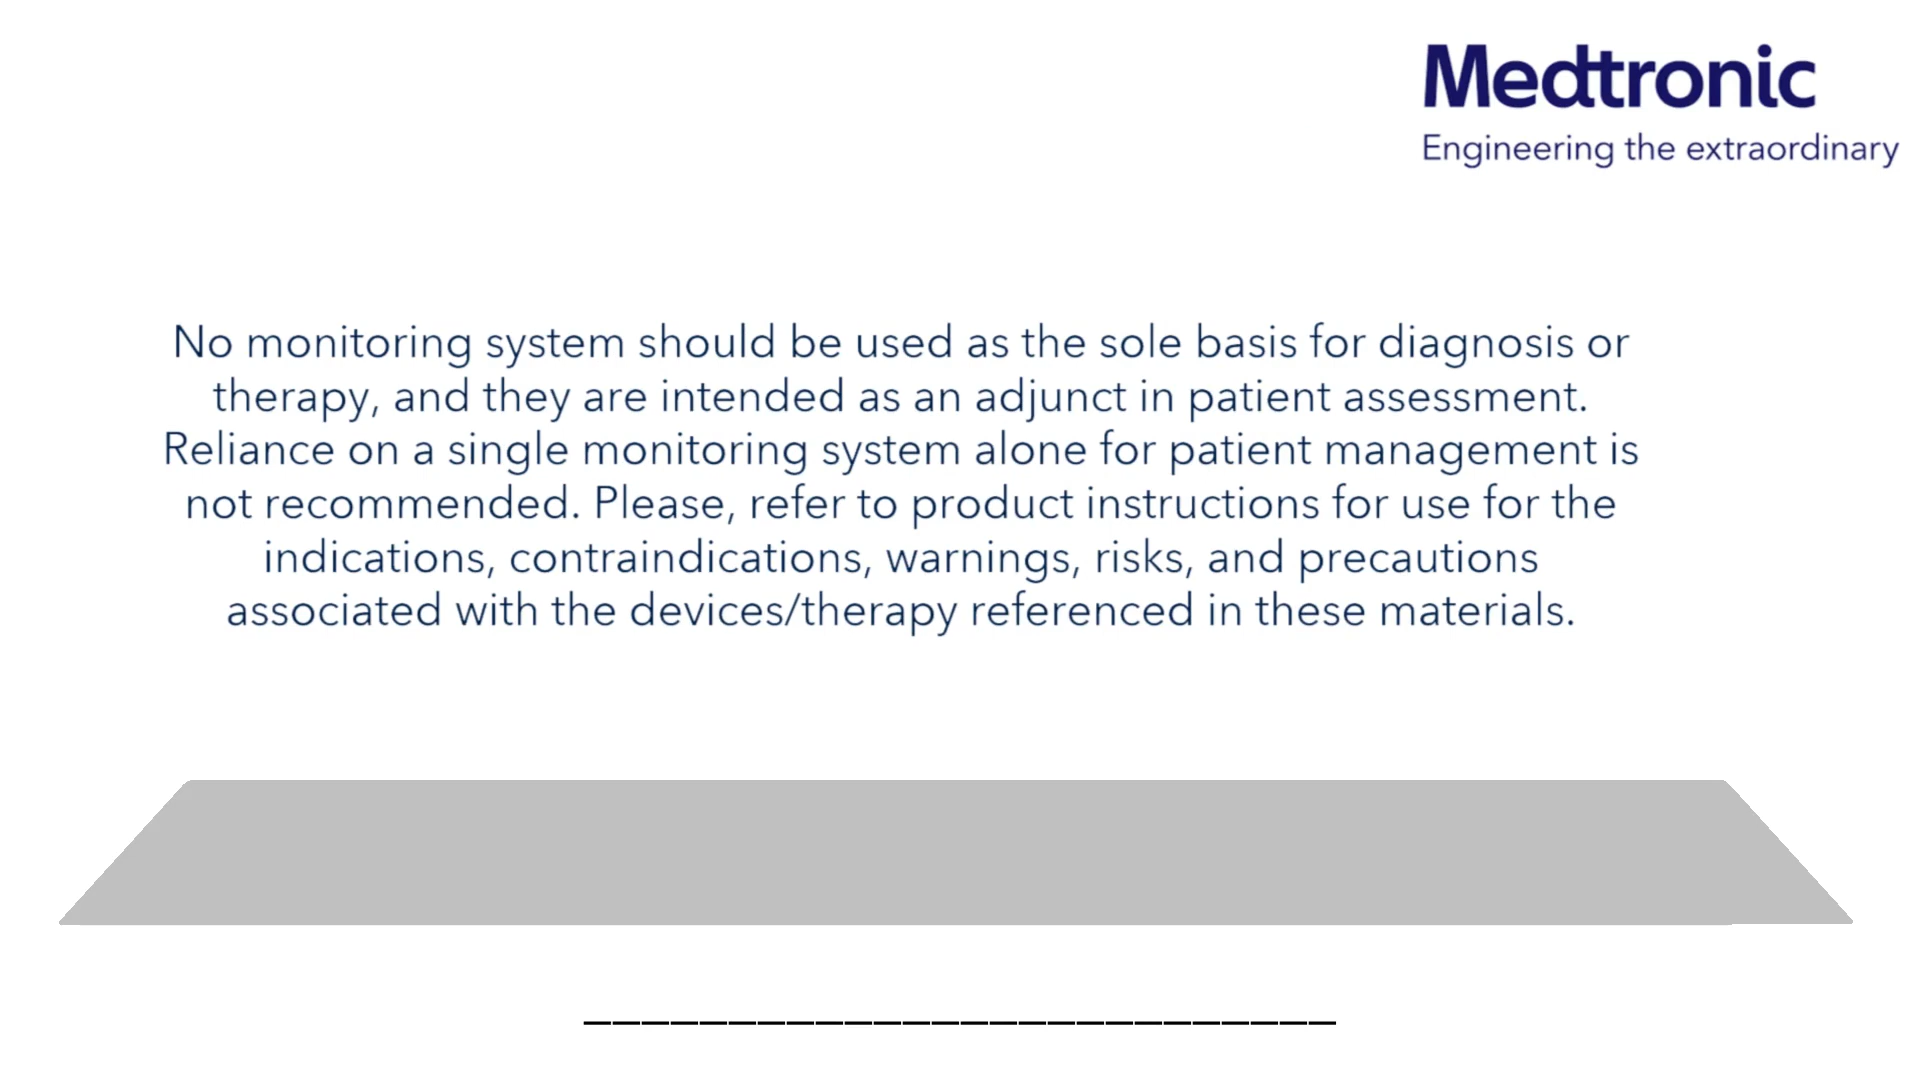 Medtronic
Engineering the extraordinary
No monitoring system should be used as the sole basis for diagnosis or
therapy, and they are intended as an adjunct in patient assessment.
Reliance on a single monitoring system alone for patient management is
not recommended. Please, refer to product instructions for use for the
indications, contraindications, warnings, risks, and precautions
associated with the devices/therapy referenced in these materials.
__________________________